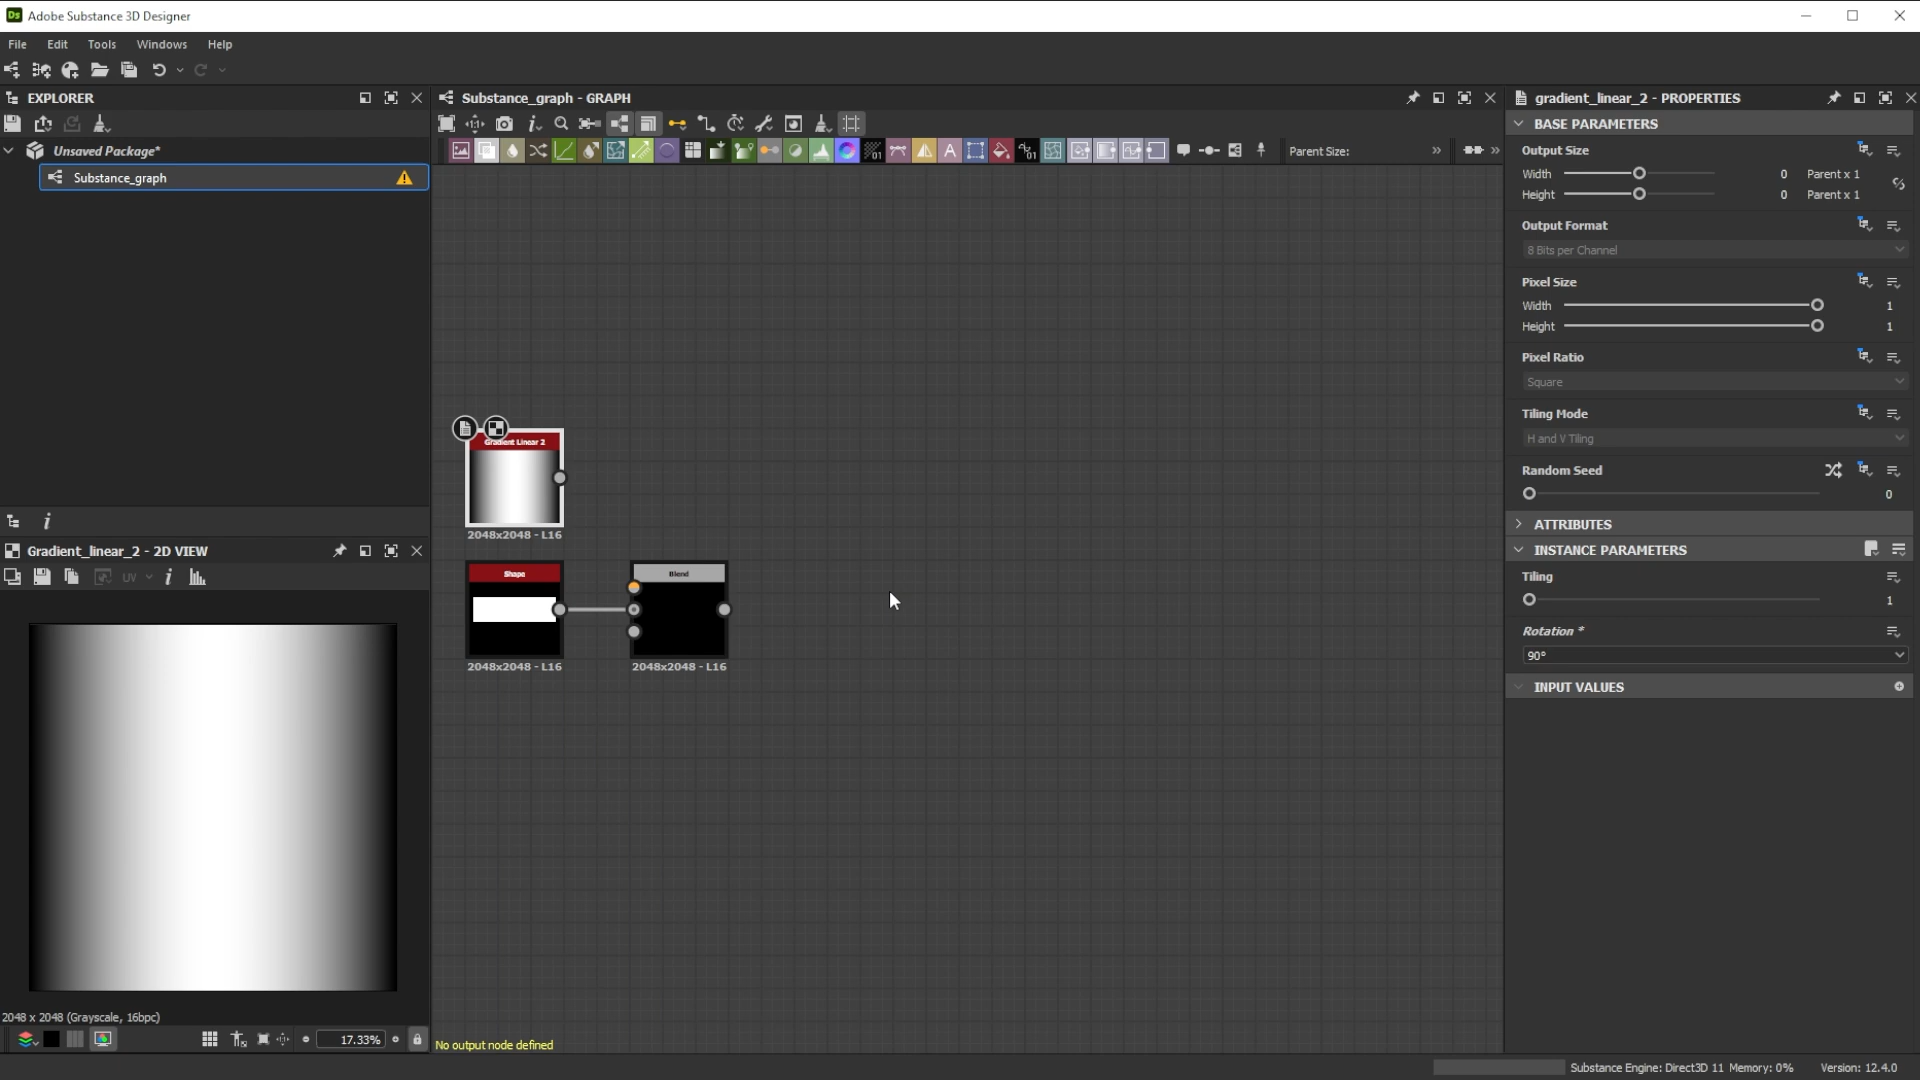 Ds Adobe Substance 3D Designer
File Edit Tools Windows Help
EXPLORER
Unsaved Package*
Substance_graph
Gradient_linear_2 - 2D VIEW
UV
2048 x 2048 (Grayscale, 16bpc)
17.33%
Substance_graph - GRAPH
Parent Size:
Gradient Linear 2
2048x2048 - L16
Shape
2048x2048 - L16
Blend
2048x2048 - L16
No output node defined
gradient_linear_2 - PROPERTIES
BASE PARAMETERS
Output Size
Width 0 Parent x 1
Height 0 Parent x 1
Output Format
8 Bits per Channel
Pixel Size
Width 1
Height 1
Pixel Ratio
Square
Tiling Mode
H and V Tiling
Random Seed
0
ATTRIBUTES
INSTANCE PARAMETERS
Tiling
1
Rotation *
90°
INPUT VALUES
Substance Engine: Direct3D 11 Memory: 0% Version: 12.4.0